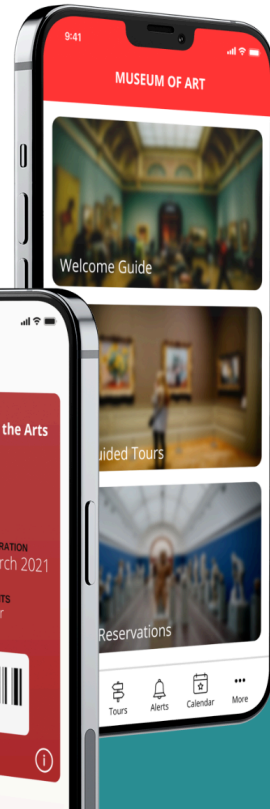 9:41
MUSEUM OF ART
Welcome Guide
uided Tours
Reservations
Tours
Alerts
Calendar
More
the Arts
RATION
rch 2021
TS
r